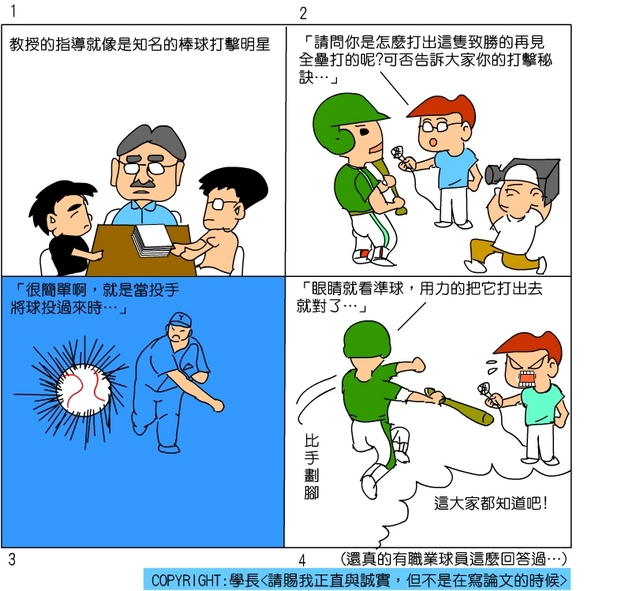 1
2
教授的指導就像是知名的棒球打擊明星
「請問你是怎麼打出這隻致勝的再見
全壘打的呢?可否告訴大家你的打擊秘
訣…」
「很簡單啊，就是當投手
將球投過來時…」
「眼睛就看準球，用力的把它打出去
就對了…」
比手劃腳
這大家都知道吧!
3
4
(還真的有職業球員這麼回答過…)
COPYRIGHT:學長<請賜我正直與誠實，但不是在寫論文的時候>